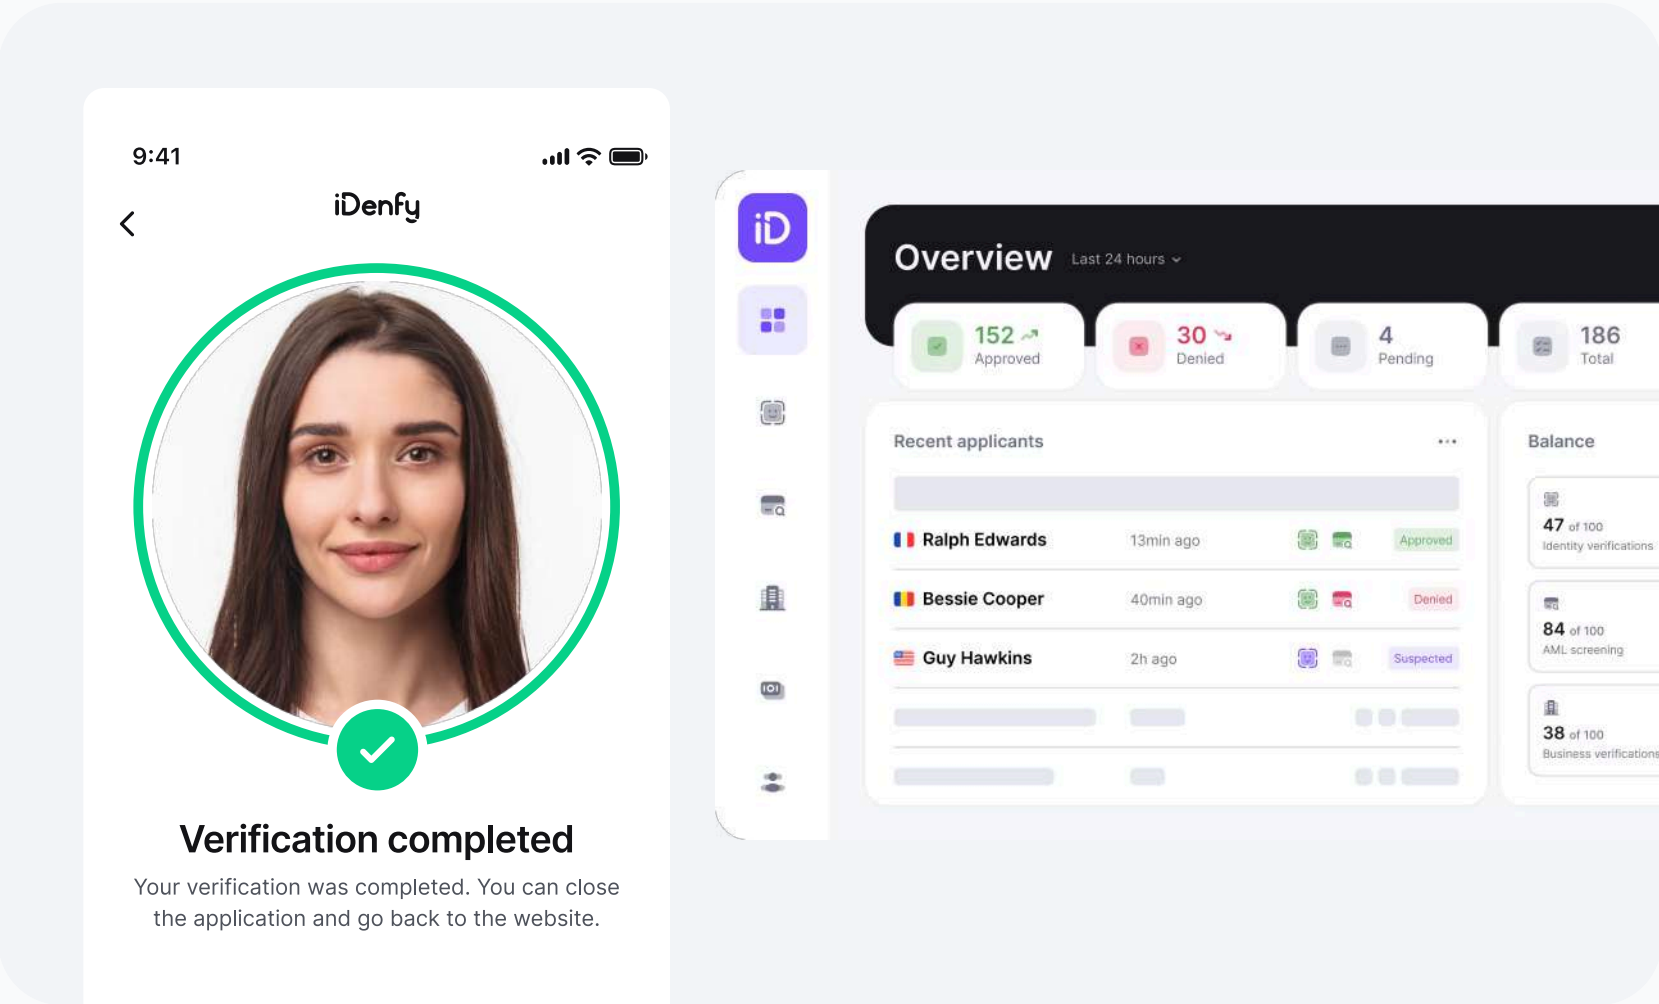 9:41
iDenfy
Verification completed
Your verification was completed. You can close
the application and go back to the website.
iD
Overview Last 24 hours
152
Approved
30
Denied
4
Pending
186
Total
Recent applicants
Ralph Edwards 13min ago Approved
Bessie Cooper 40min ago Denied
Guy Hawkins 2h ago Suspected
Balance
47 of 100
Identity verifications
84 of 100
AML screening
38 of 100
Business verifications